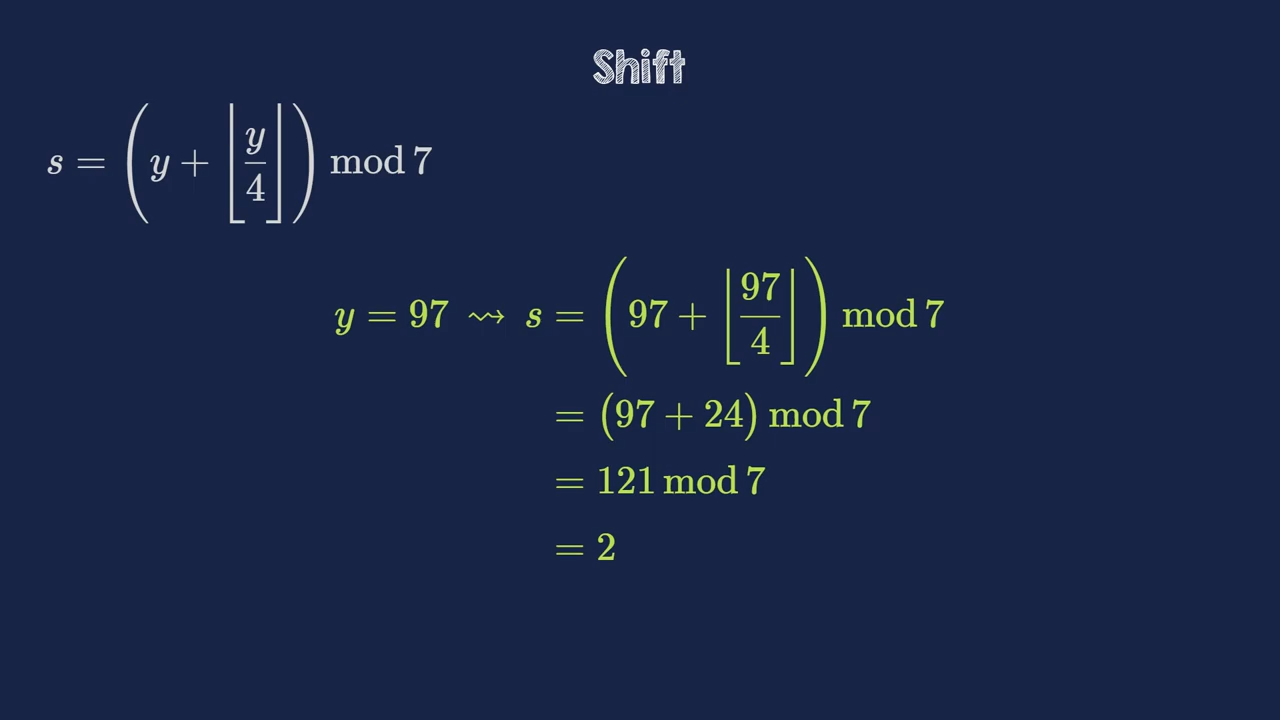 Shift
s = (y + ⌊y/4⌋) mod 7
y = 97 ⇝ s = (97 + ⌊97/4⌋) mod 7
= (97 + 24) mod 7
= 121 mod 7
= 2